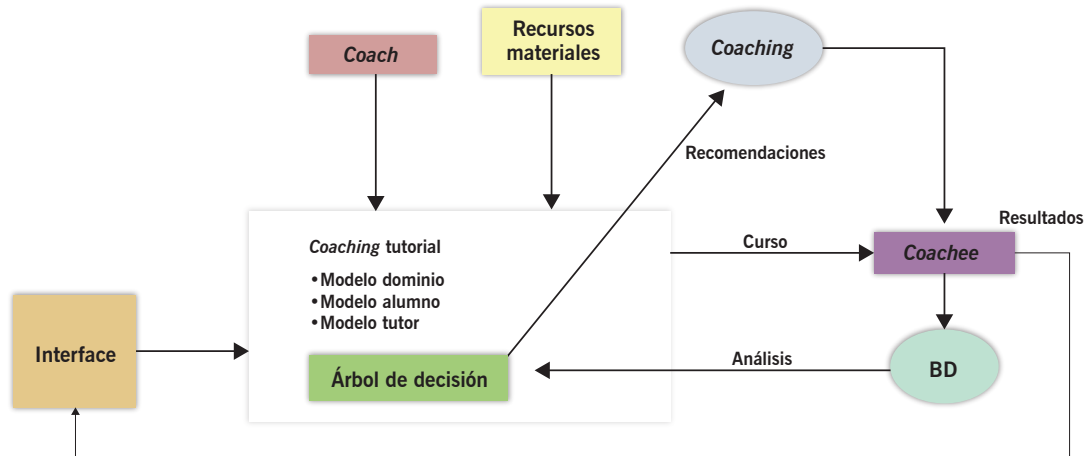 Coach
Recursos
materiales
Coaching
Recomendaciones
Resultados
Coaching tutorial
•Modelo dominio
•Modelo alumno
•Modelo tutor
Curso
Coachee
Interface
Árbol de decisión
Análisis
BD